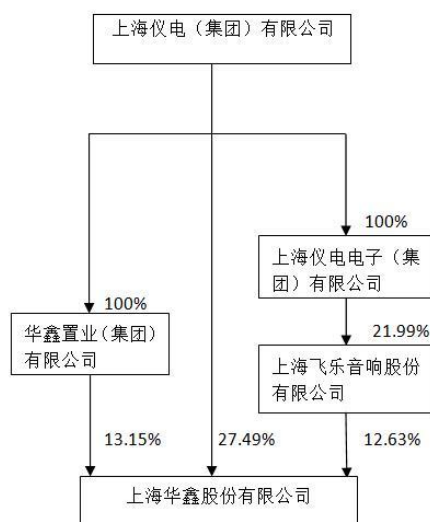 上海仪电（集团）有限公司
100%
上海仪电电子（集
团）有限公司
100%
21.99%
华鑫置业（集团）
有限公司
上海飞乐音响股份
有限公司
13.15%
27.49%
12.63%
上海华鑫股份有限公司